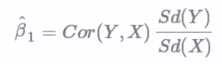 β̂₁ = Cor(Y, X) Sd(Y) / Sd(X)